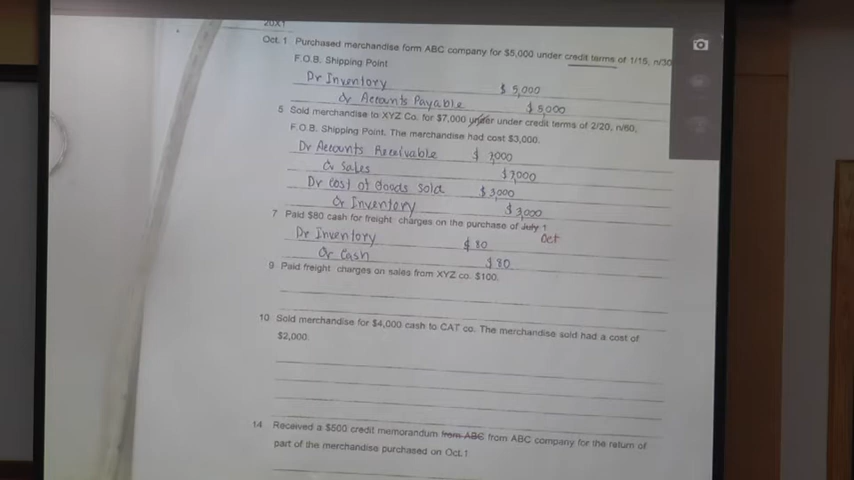 20X1
Oct. 1 Purchased merchandise form ABC company for $5,000 under credit terms of 1/15, n/30
F.O.B. Shipping Point
Dr Inventory $ 5,000
Cr Accounts Payable $ 5,000
5 Sold merchandise to XYZ Co. for $7,000 under under credit terms of 2/20, n/60,
F.O.B. Shipping Point. The merchandise had cost $3,000.
Dr Accounts Receivable $ 7,000
Cr Sales $7,000
Dr Cost of Goods Sold $3,000
Cr Inventory $3,000
7 Paid $80 cash for freight charges on the purchase of July 1
Oct
Dr Inventory $ 80
Cr Cash $ 80
9 Paid freight charges on sales from XYZ co. $100.
10 Sold merchandise for $4,000 cash to CAT co. The merchandise sold had a cost of
$2,000.
14 Received a $500 credit memorandum from ABC from ABC company for the return of
part of the merchandise purchased on Oct.1